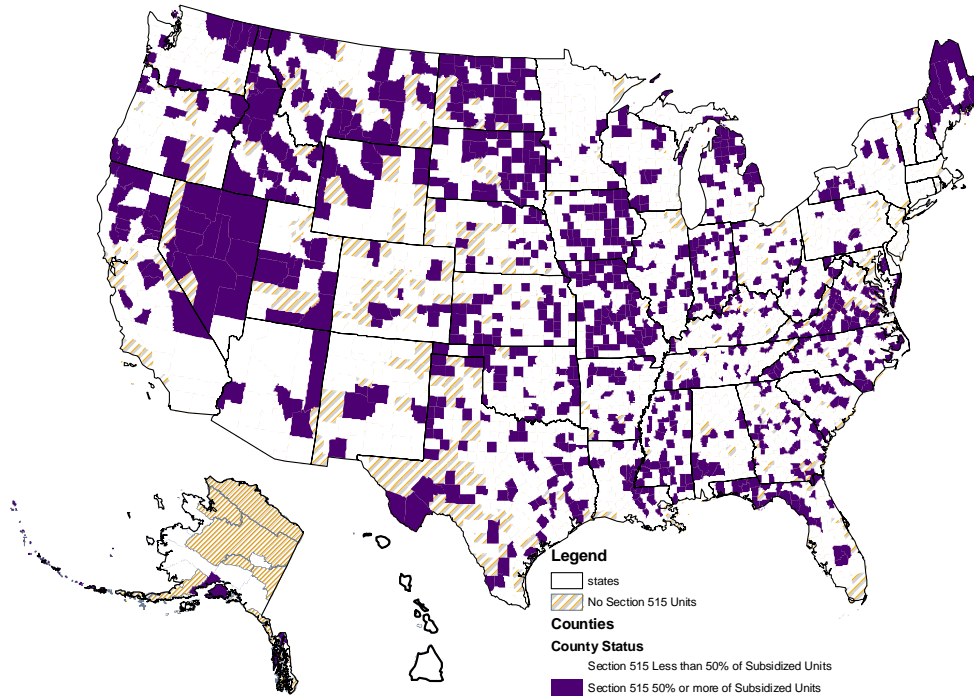 Legend
states
No Section 515 Units
Counties
County Status
Section 515 Less than 50% of Subsidized Units
Section 515 50% or more of Subsidized Units